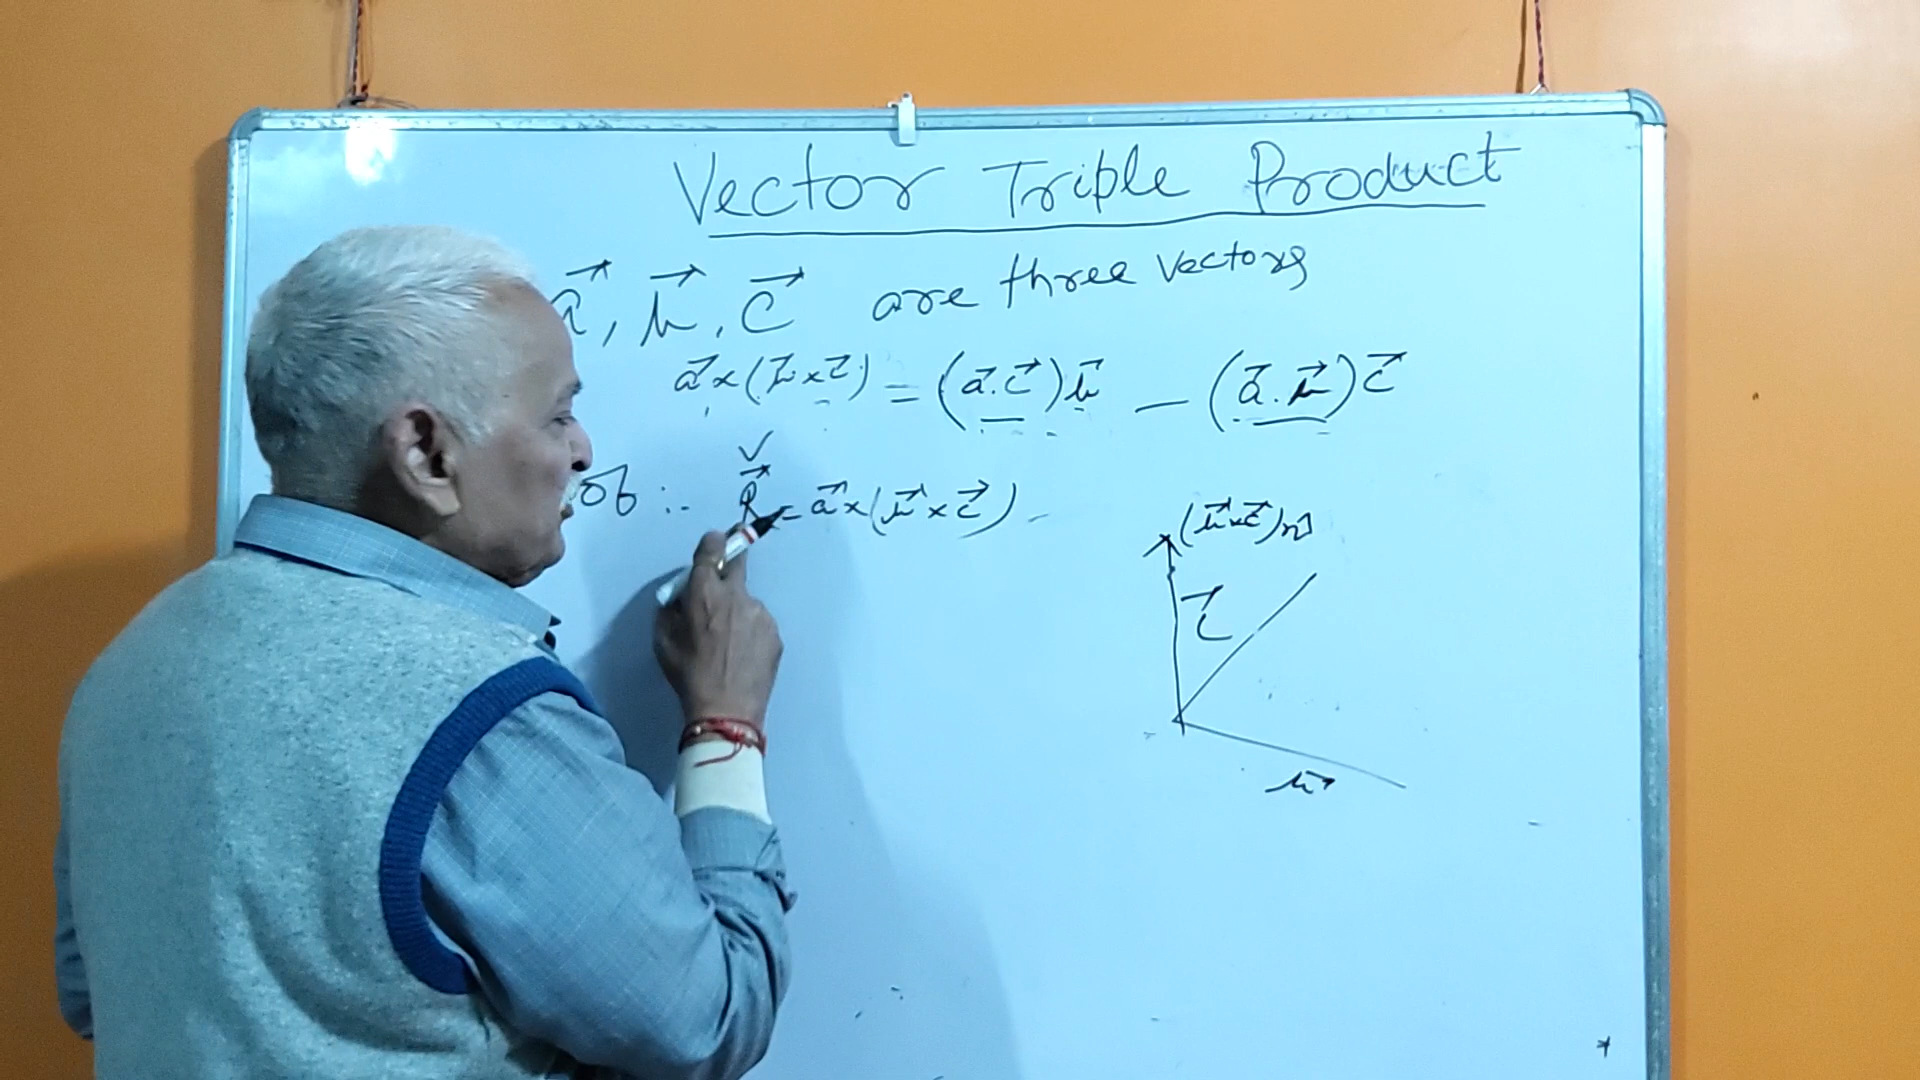 Vector Triple Product
a⃗, b⃗, c⃗ are three vectors
a⃗ × (b⃗ × c⃗) = (a⃗.c⃗)b⃗ — (a⃗.b⃗)c⃗
of :- R⃗ = a⃗ × (b⃗ × c⃗)
(b⃗ × c⃗)n̂
c⃗
b⃗